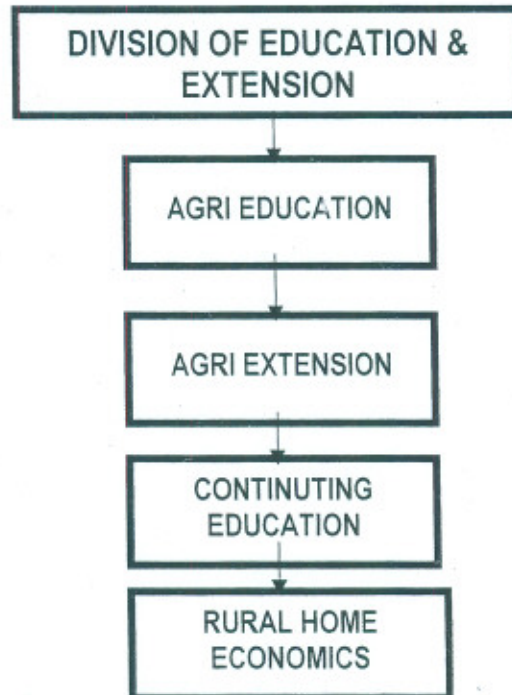 DIVISION OF EDUCATION &
EXTENSION
AGRI EDUCATION
AGRI EXTENSION
CONTINUTING
EDUCATION
RURAL HOME
ECONOMICS